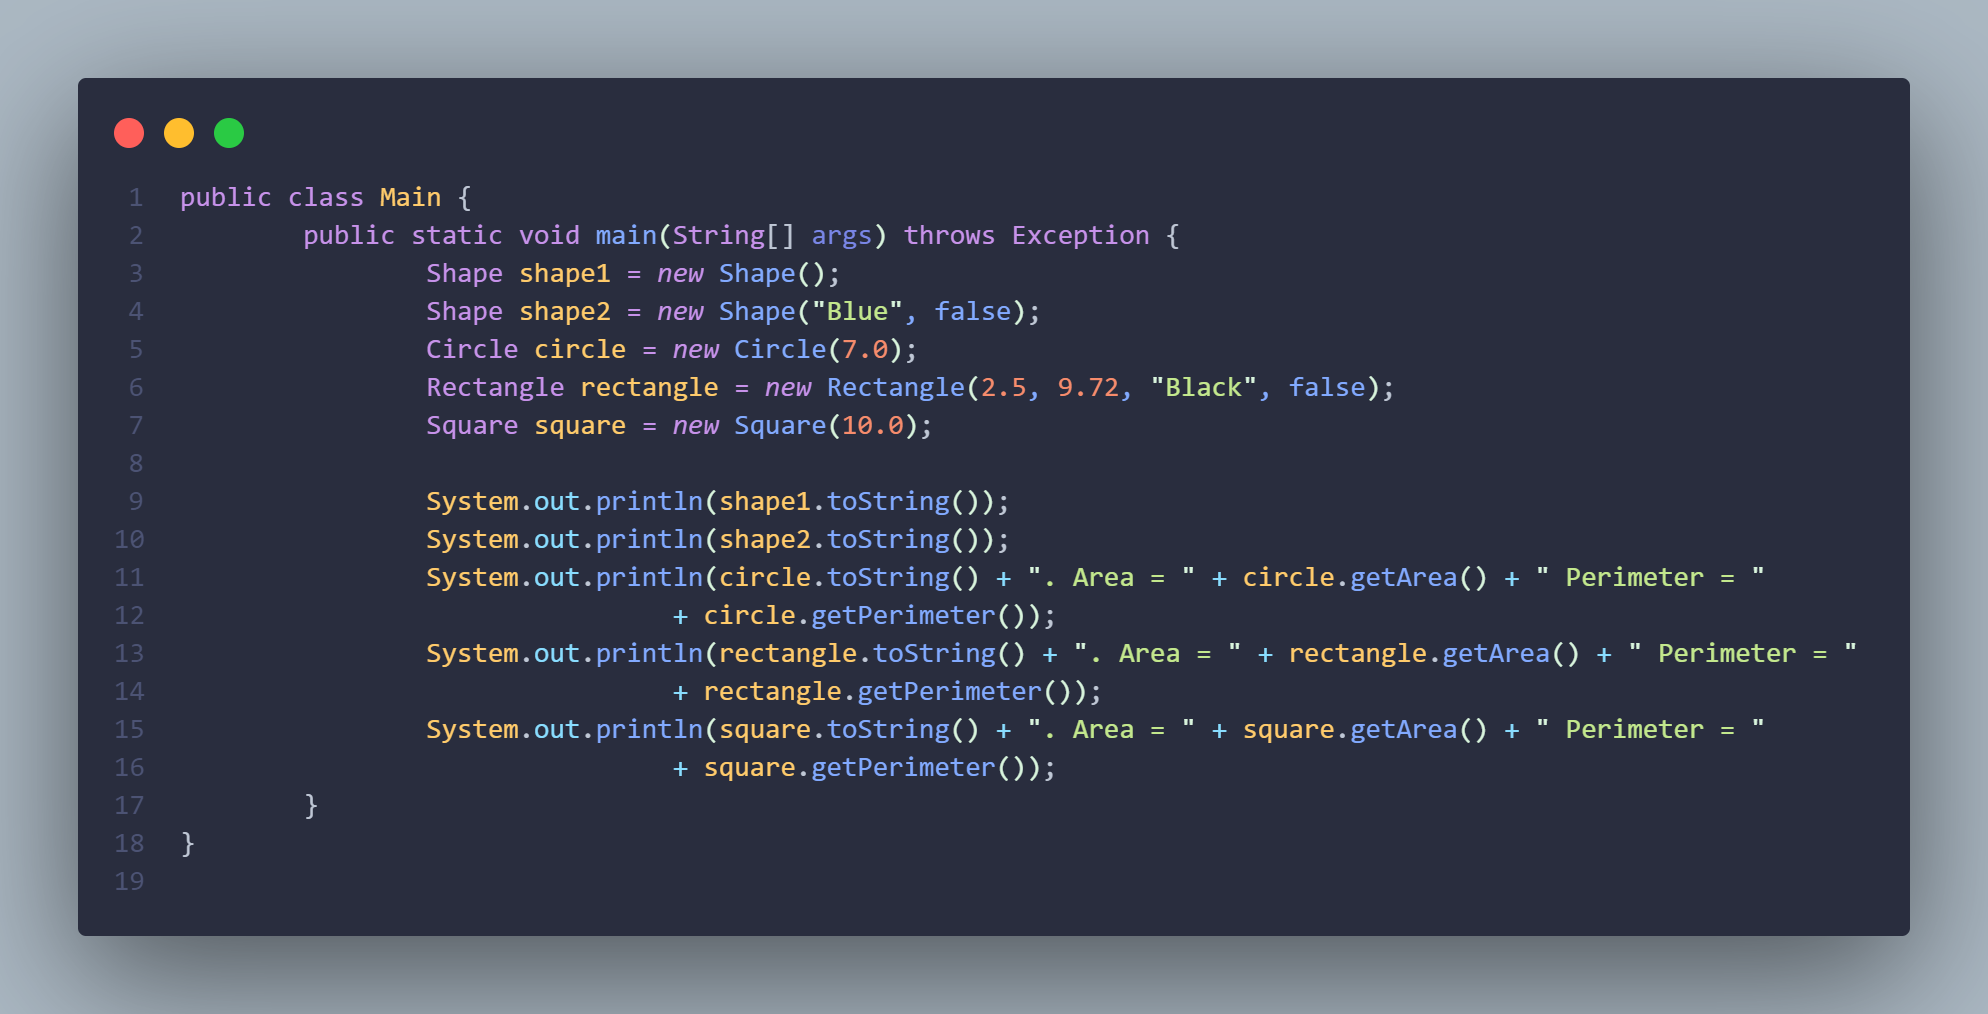 1 public class Main {
2         public static void main(String[] args) throws Exception {
3                 Shape shape1 = new Shape();
4                 Shape shape2 = new Shape("Blue", false);
5                 Circle circle = new Circle(7.0);
6                 Rectangle rectangle = new Rectangle(2.5, 9.72, "Black", false);
7                 Square square = new Square(10.0);
8
9                 System.out.println(shape1.toString());
10                 System.out.println(shape2.toString());
11                 System.out.println(circle.toString() + ". Area = " + circle.getArea() + " Perimeter = "
12                                 + circle.getPerimeter());
13                 System.out.println(rectangle.toString() + ". Area = " + rectangle.getArea() + " Perimeter = "
14                                 + rectangle.getPerimeter());
15                 System.out.println(square.toString() + ". Area = " + square.getArea() + " Perimeter = "
16                                 + square.getPerimeter());
17         }
18 }
19